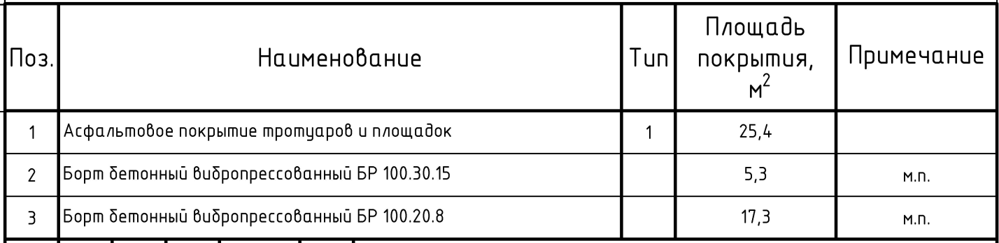 Поз. Наименование Тип Площадь покрытия, м² Примечание
1 Асфальтовое покрытие тротуаров и площадок 1 25,4
2 Борт бетонный вибропрессованный БР 100.30.15 5,3 м.п.
3 Борт бетонный вибропрессованный БР 100.20.8 17,3 м.п.